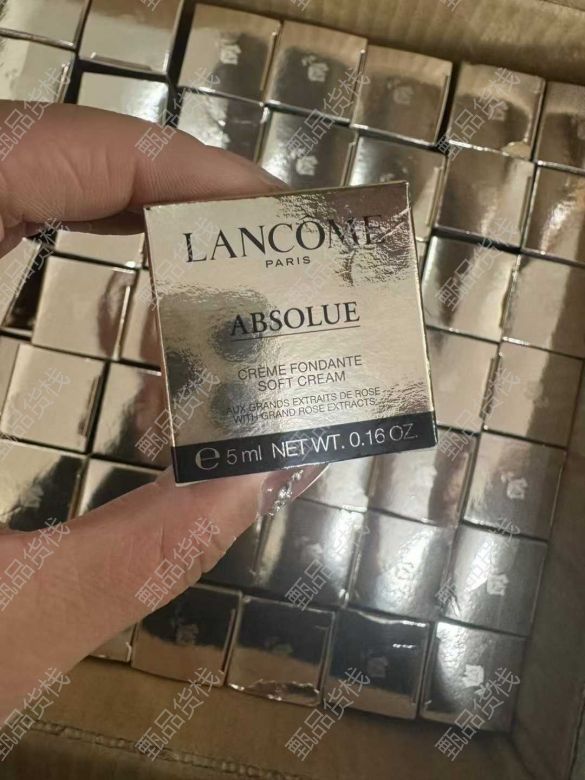 LANCÔME
PARIS
ABSOLUE
CRÈME FONDANTE
SOFT CREAM
AUX GRANDS EXTRAITS DE ROSE
WITH GRAND ROSE EXTRACTS
e 5 ml NET WT. 0.16 OZ.
甄品货栈